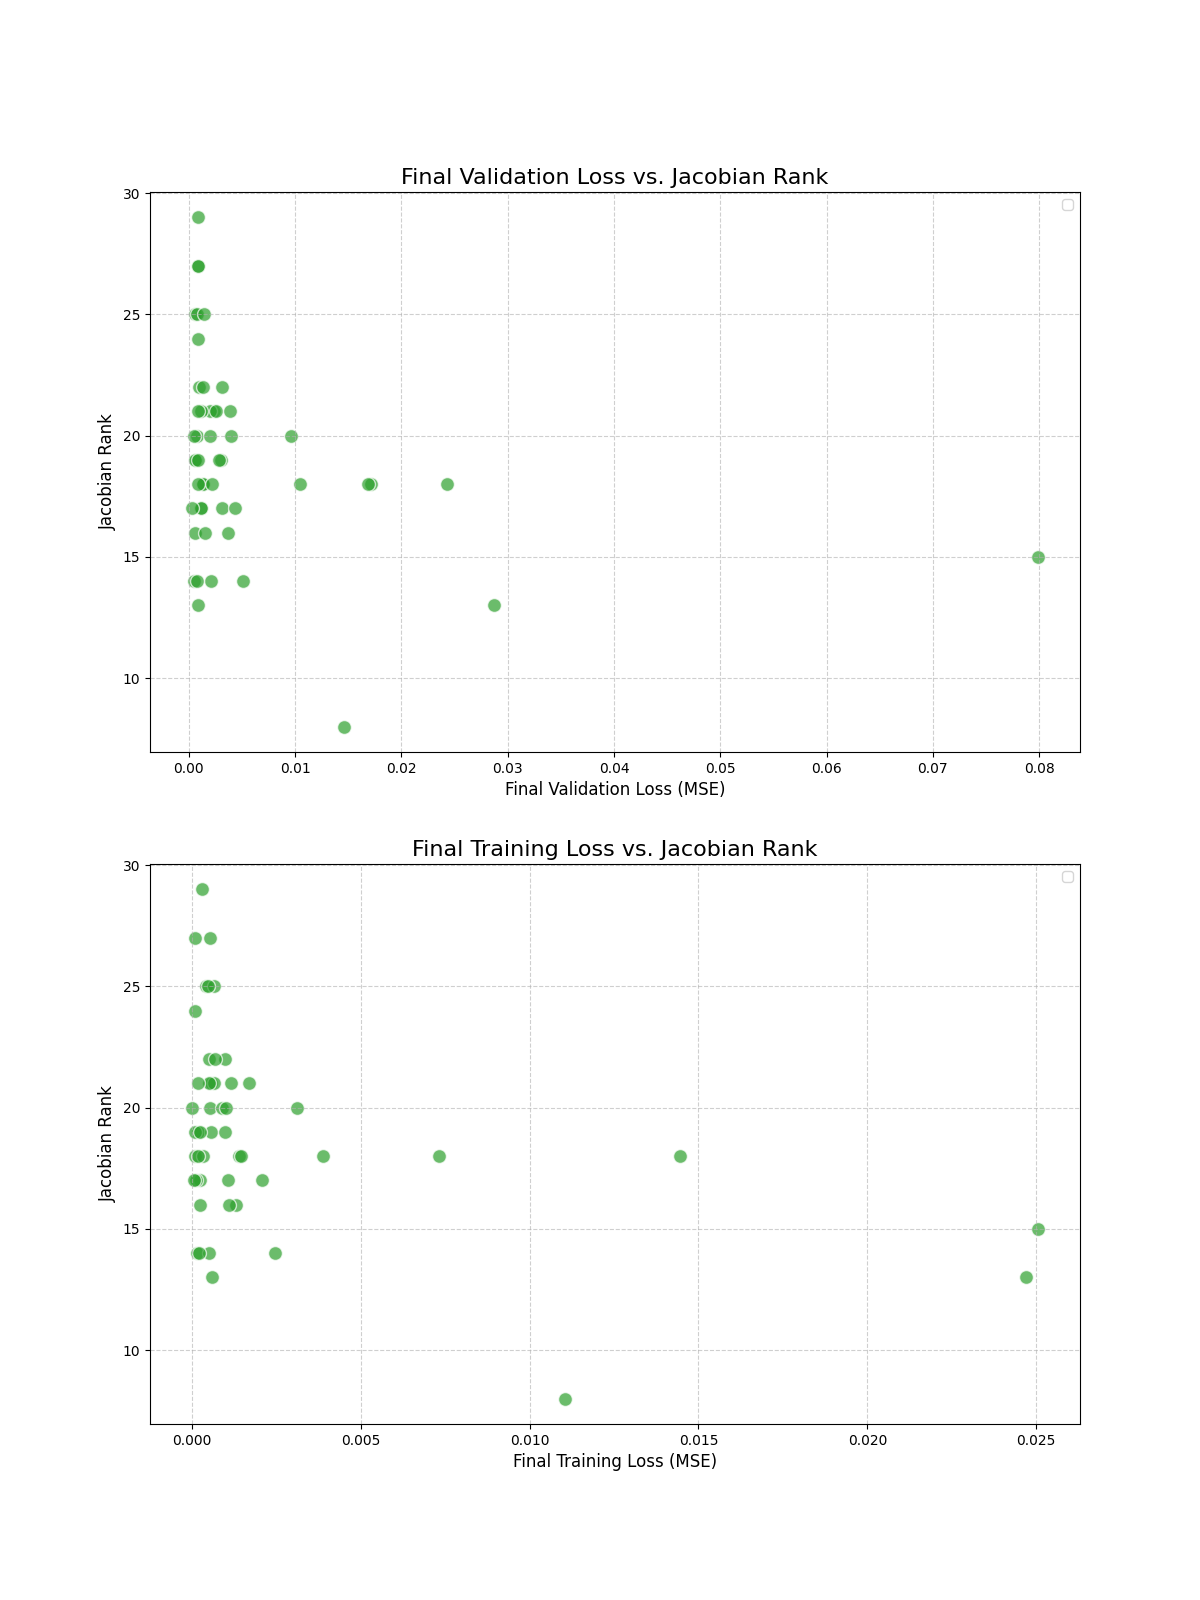 Final Validation Loss vs. Jacobian Rank
30
25
20
15
10
Jacobian Rank
0.00 0.01 0.02 0.03 0.04 0.05 0.06 0.07 0.08
Final Validation Loss (MSE)
Final Training Loss vs. Jacobian Rank
30
25
20
15
10
Jacobian Rank
0.000 0.005 0.010 0.015 0.020 0.025
Final Training Loss (MSE)